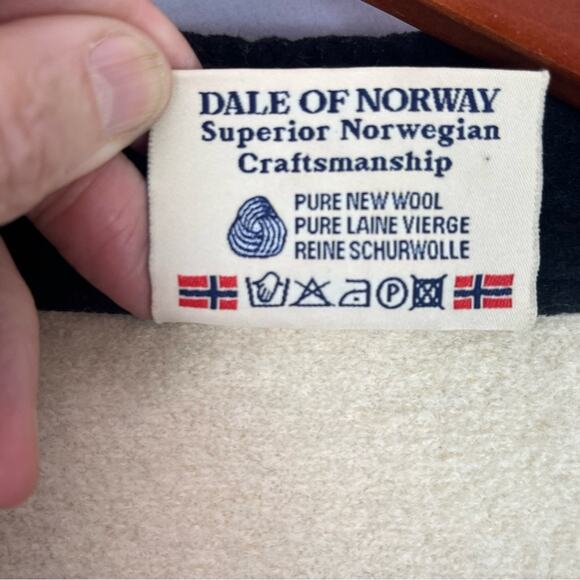 DALE OF NORWAY
Superior Norwegian
Craftsmanship
PURE NEW WOOL
PURE LAINE VIERGE
REINE SCHURWOLLE
P